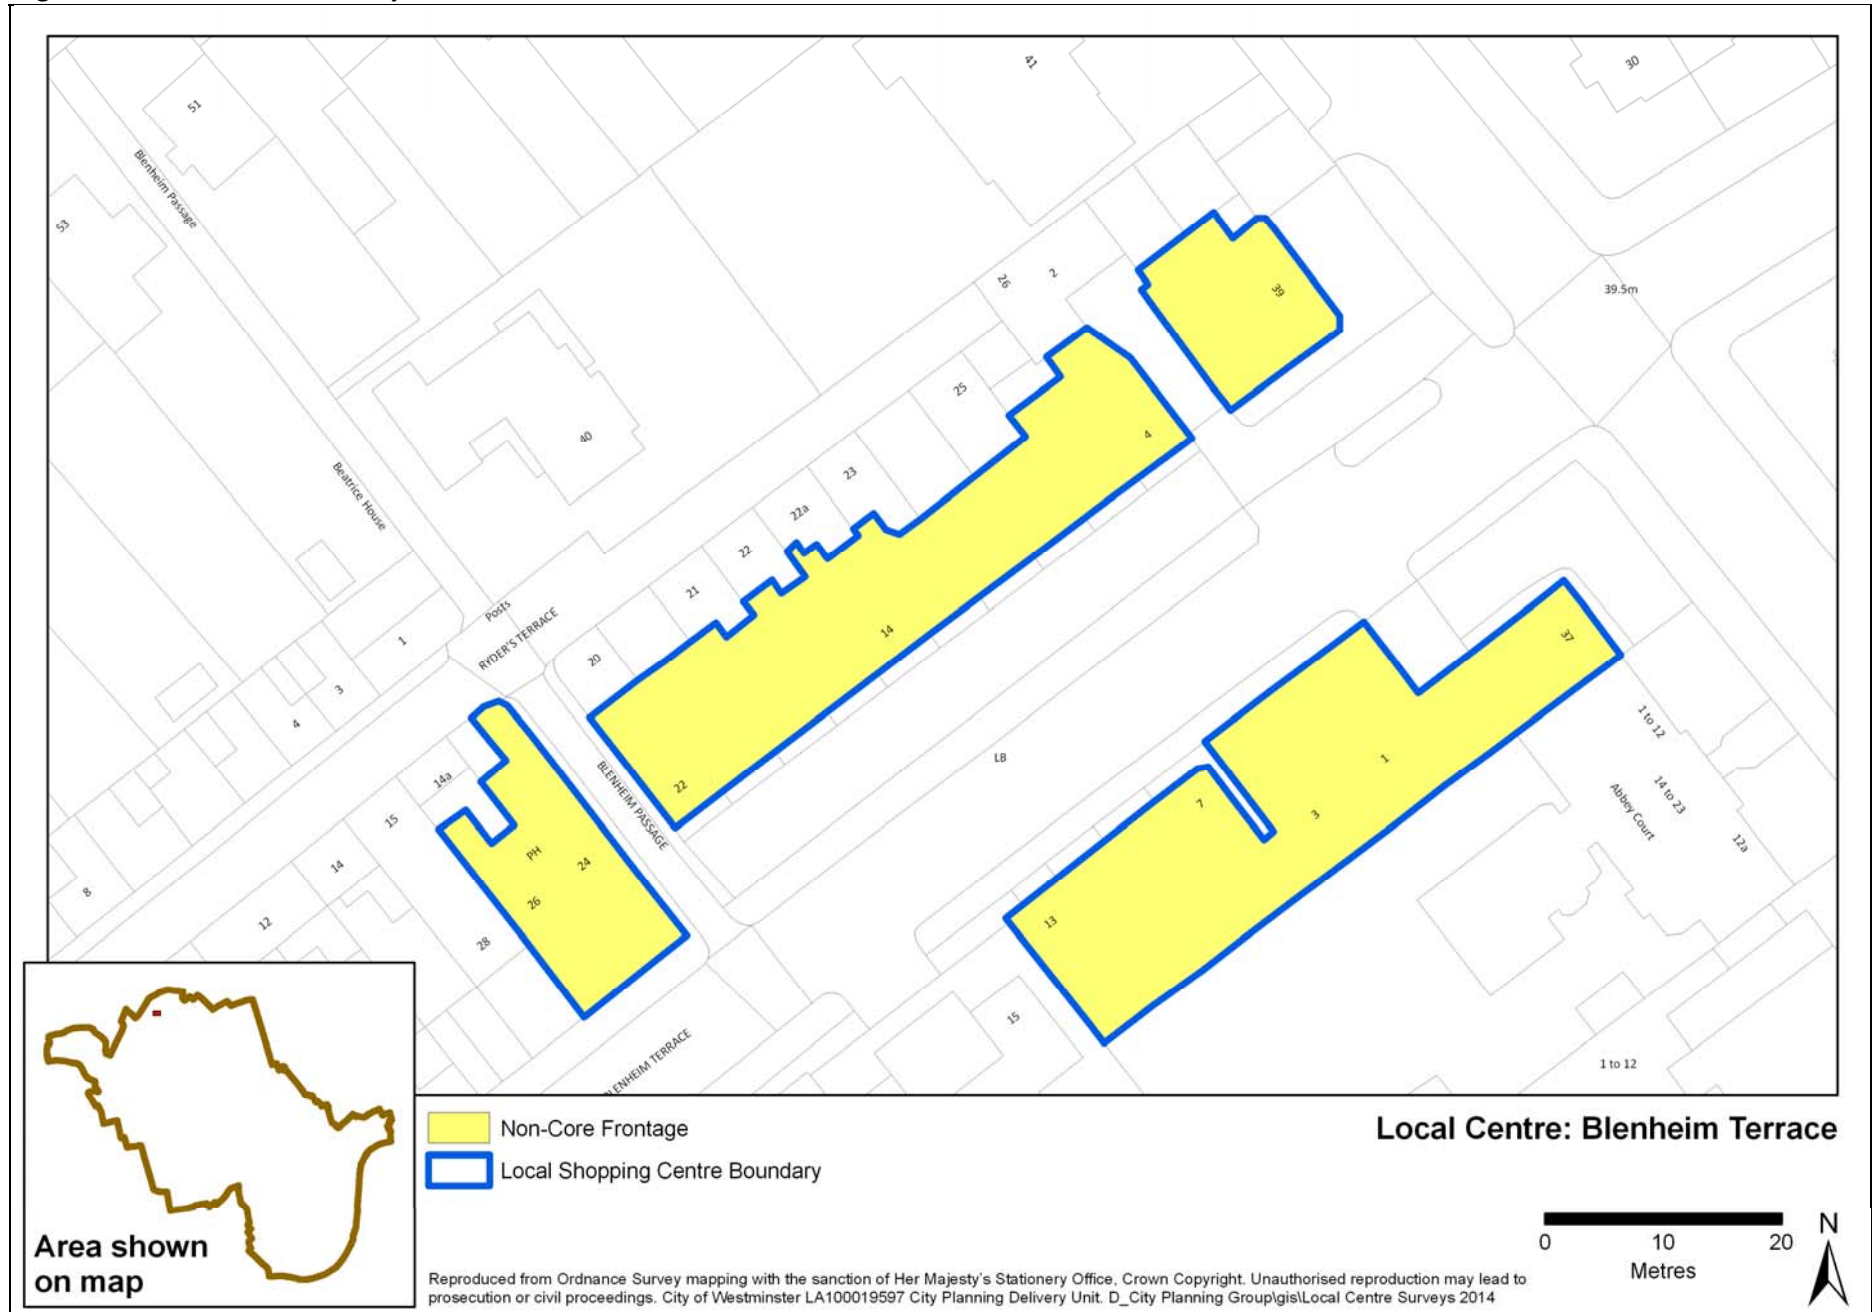 41
30
51
Blenheim Passage
53
26
2
39
39.5m
25
4
40
23
Beatrice House
22a
22
21
14
Posts
RYDER'S TERRACE
20
1
3
4
37
1 to 12
14a
22
BLENHEIM PASSAGE
LB
1
15
PH
24
7
3
14 to 23
Abbey Court
12a
14
8
26
12
28
13
15
BLENHEIM TERRACE
1 to 12
Non-Core Frontage
Local Shopping Centre Boundary
Local Centre: Blenheim Terrace
Area shown
on map
0 10 20
Metres
N
Reproduced from Ordnance Survey mapping with the sanction of Her Majesty's Stationery Office, Crown Copyright. Unauthorised reproduction may lead to
prosecution or civil proceedings. City of Westminster LA100019597 City Planning Delivery Unit. D_City Planning Group\gis\Local Centre Surveys 2014